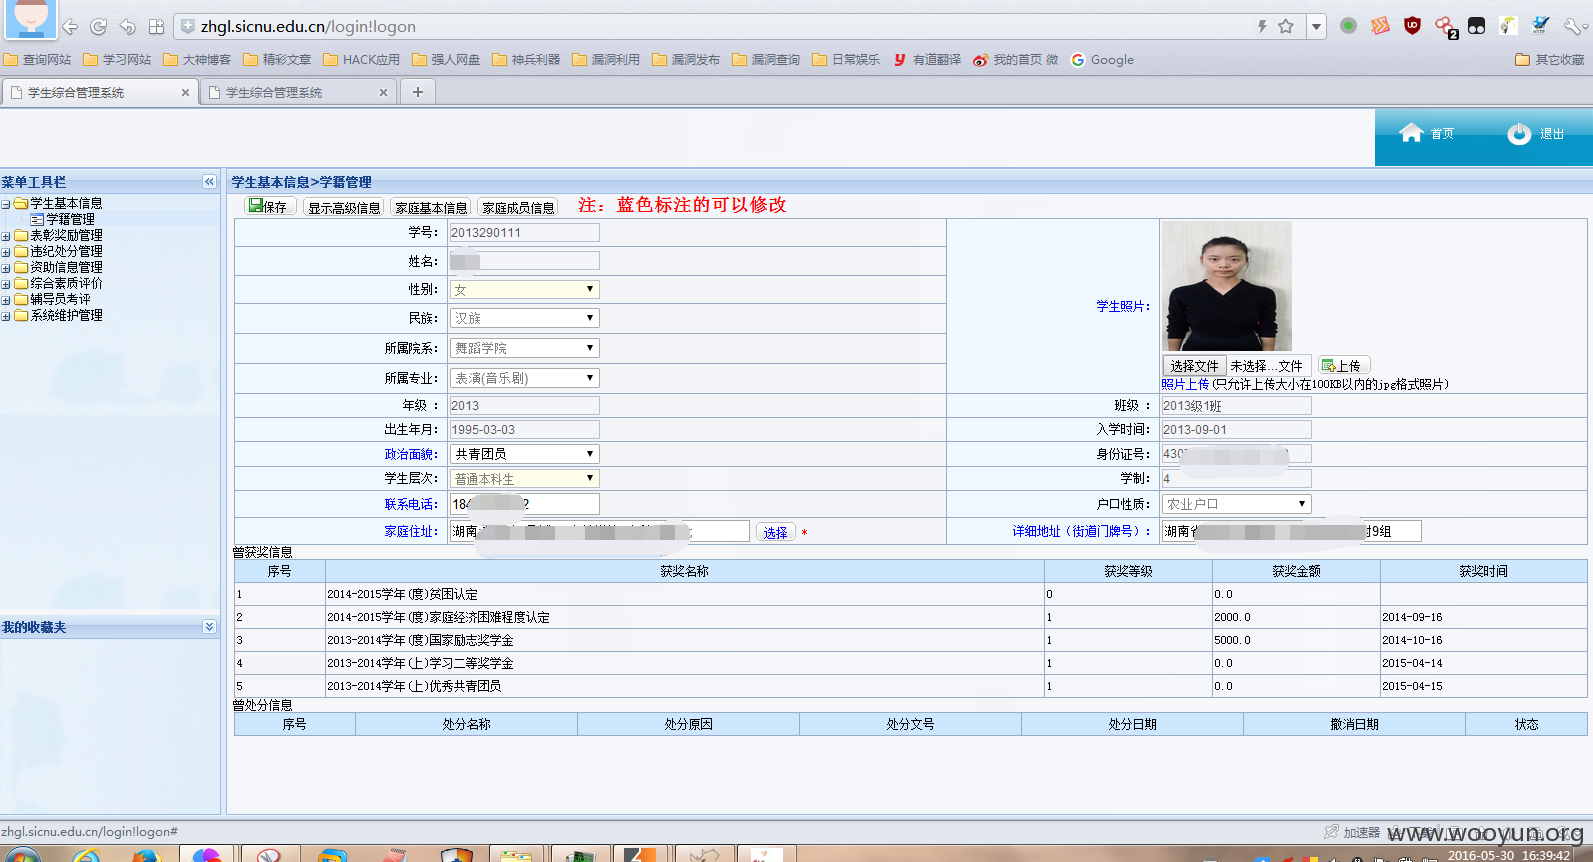 zhgl.sicnu.edu.cn/login!logon
查询网站 学习网站 大神博客 精彩文章 HACK应用 强人网盘 神兵利器 漏洞利用 漏洞发布 漏洞查询 日常娱乐 有道翻译 我的首页 微 Google 其它收藏
学生综合管理系统 学生综合管理系统
首页 退出
菜单工具栏
学生基本信息
学籍管理
表彰奖励管理
违纪处分管理
资助信息管理
综合素质评价
辅导员考评
系统维护管理
我的收藏夹
学生基本信息>学籍管理
保存 显示高级信息 家庭基本信息 家庭成员信息 注：蓝色标注的可以修改
学号： 2013290111
姓名：
性别： 女
民族： 汉族
所属院系： 舞蹈学院
所属专业： 表演(音乐剧)
学生照片：
选择文件 未选择...文件 上传
照片上传(只允许上传大小在100KB以内的jpg格式照片)
年级： 2013 班级： 2013级1班
出生年月： 1995-03-03 入学时间： 2013-09-01
政治面貌： 共青团员 身份证号： 430
学生层次： 普通本科生 学制： 4
联系电话： 184 2 户口性质： 农业户口
家庭住址： 湖南 选择 * 详细地址（街道门牌号）： 湖南省 村9组
曾获奖信息
序号 获奖名称 获奖等级 获奖金额 获奖时间
1 2014-2015学年(度)贫困认定 0 0.0
2 2014-2015学年(度)家庭经济困难程度认定 1 2000.0 2014-09-16
3 2013-2014学年(度)国家励志奖学金 1 5000.0 2014-10-16
4 2013-2014学年(上)学习二等奖学金 1 0.0 2015-04-14
5 2013-2014学年(上)优秀共青团员 1 0.0 2015-04-15
曾处分信息
序号 处分名称 处分原因 处分文号 处分日期 撤消日期 状态
zhgl.sicnu.edu.cn/login!logon#
加速器
www.wooyun.org
2016-05-30 16:39:42